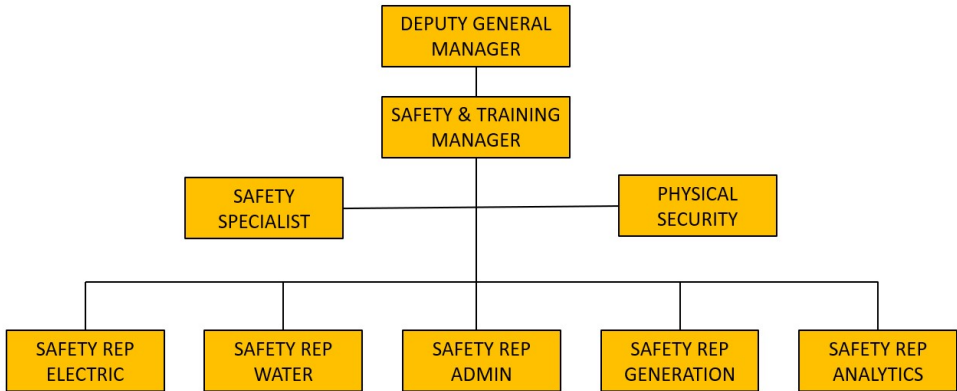 DEPUTY GENERAL
MANAGER
SAFETY & TRAINING
MANAGER
SAFETY
SPECIALIST
PHYSICAL
SECURITY
SAFETY REP
ELECTRIC
SAFETY REP
WATER
SAFETY REP
ADMIN
SAFETY REP
GENERATION
SAFETY REP
ANALYTICS